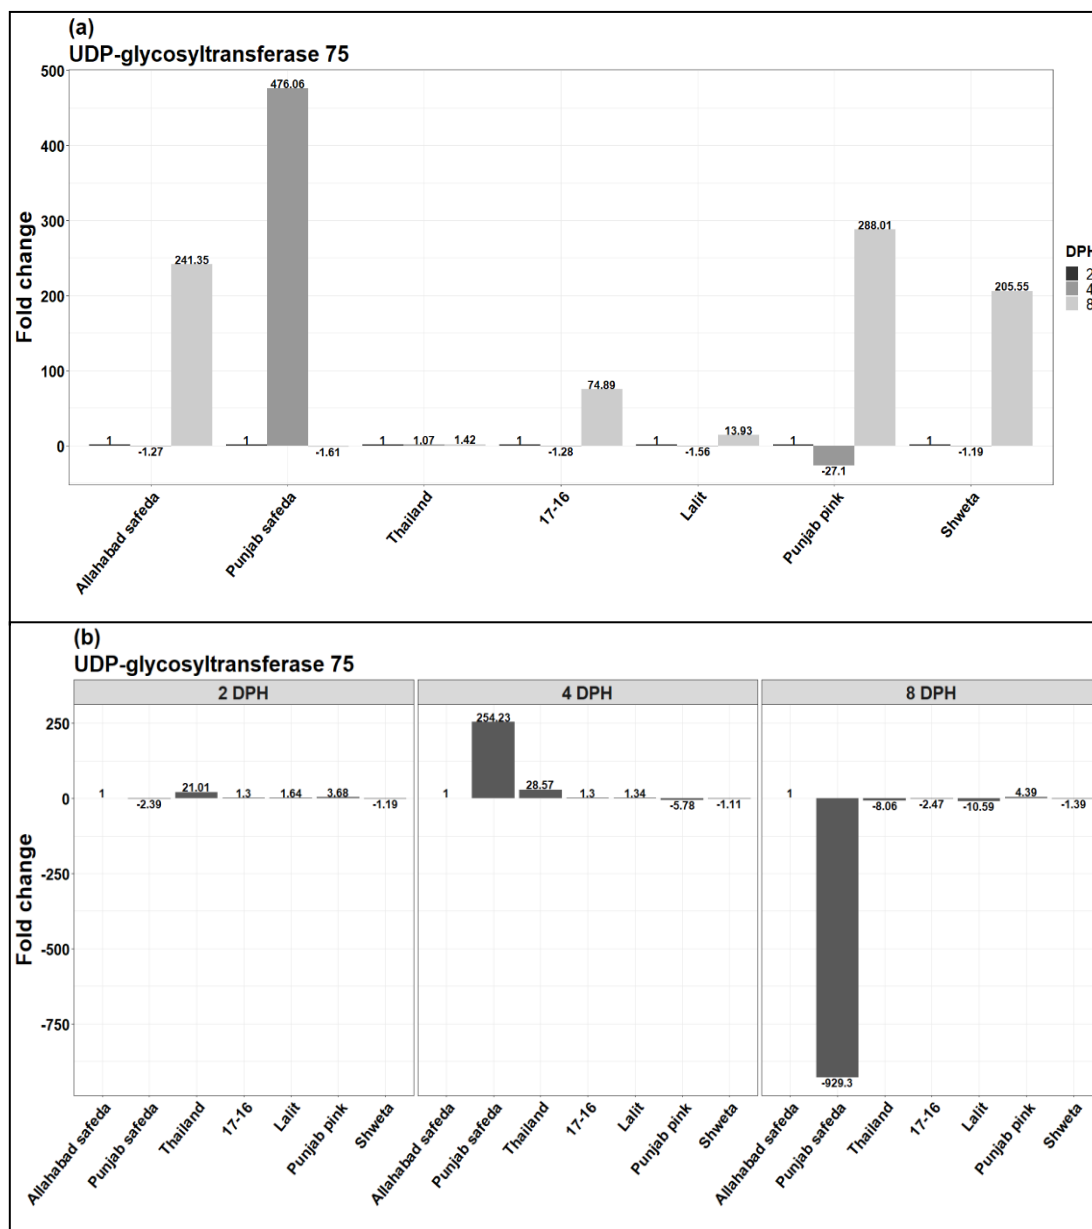 (a)
UDP-glycosyltransferase 75
Fold change
500
400
300
200
100
0
1
-1.27
241.35
1
476.06
-1.61
1
1.07
1.42
1
-1.28
74.89
1
-1.56
13.93
1
-27.1
288.01
1
-1.19
205.55
Allahabad safeda
Punjab safeda
Thailand
17-16
Lalit
Punjab pink
Shweta
DPH
2
4
8
(b)
UDP-glycosyltransferase 75
Fold change
2 DPH
4 DPH
8 DPH
250
0
-250
-500
-750
1
-2.39
21.01
1.3
1.64
3.68
-1.19
1
254.23
28.57
1.3
1.34
-5.78
-1.11
1
-929.3
-8.06
-2.47
-10.59
4.39
-1.39
Allahabad safeda
Punjab safeda
Thailand
17-16
Lalit
Punjab pink
Shweta
Allahabad safeda
Punjab safeda
Thailand
17-16
Lalit
Punjab pink
Shweta
Allahabad safeda
Punjab safeda
Thailand
17-16
Lalit
Punjab pink
Shweta